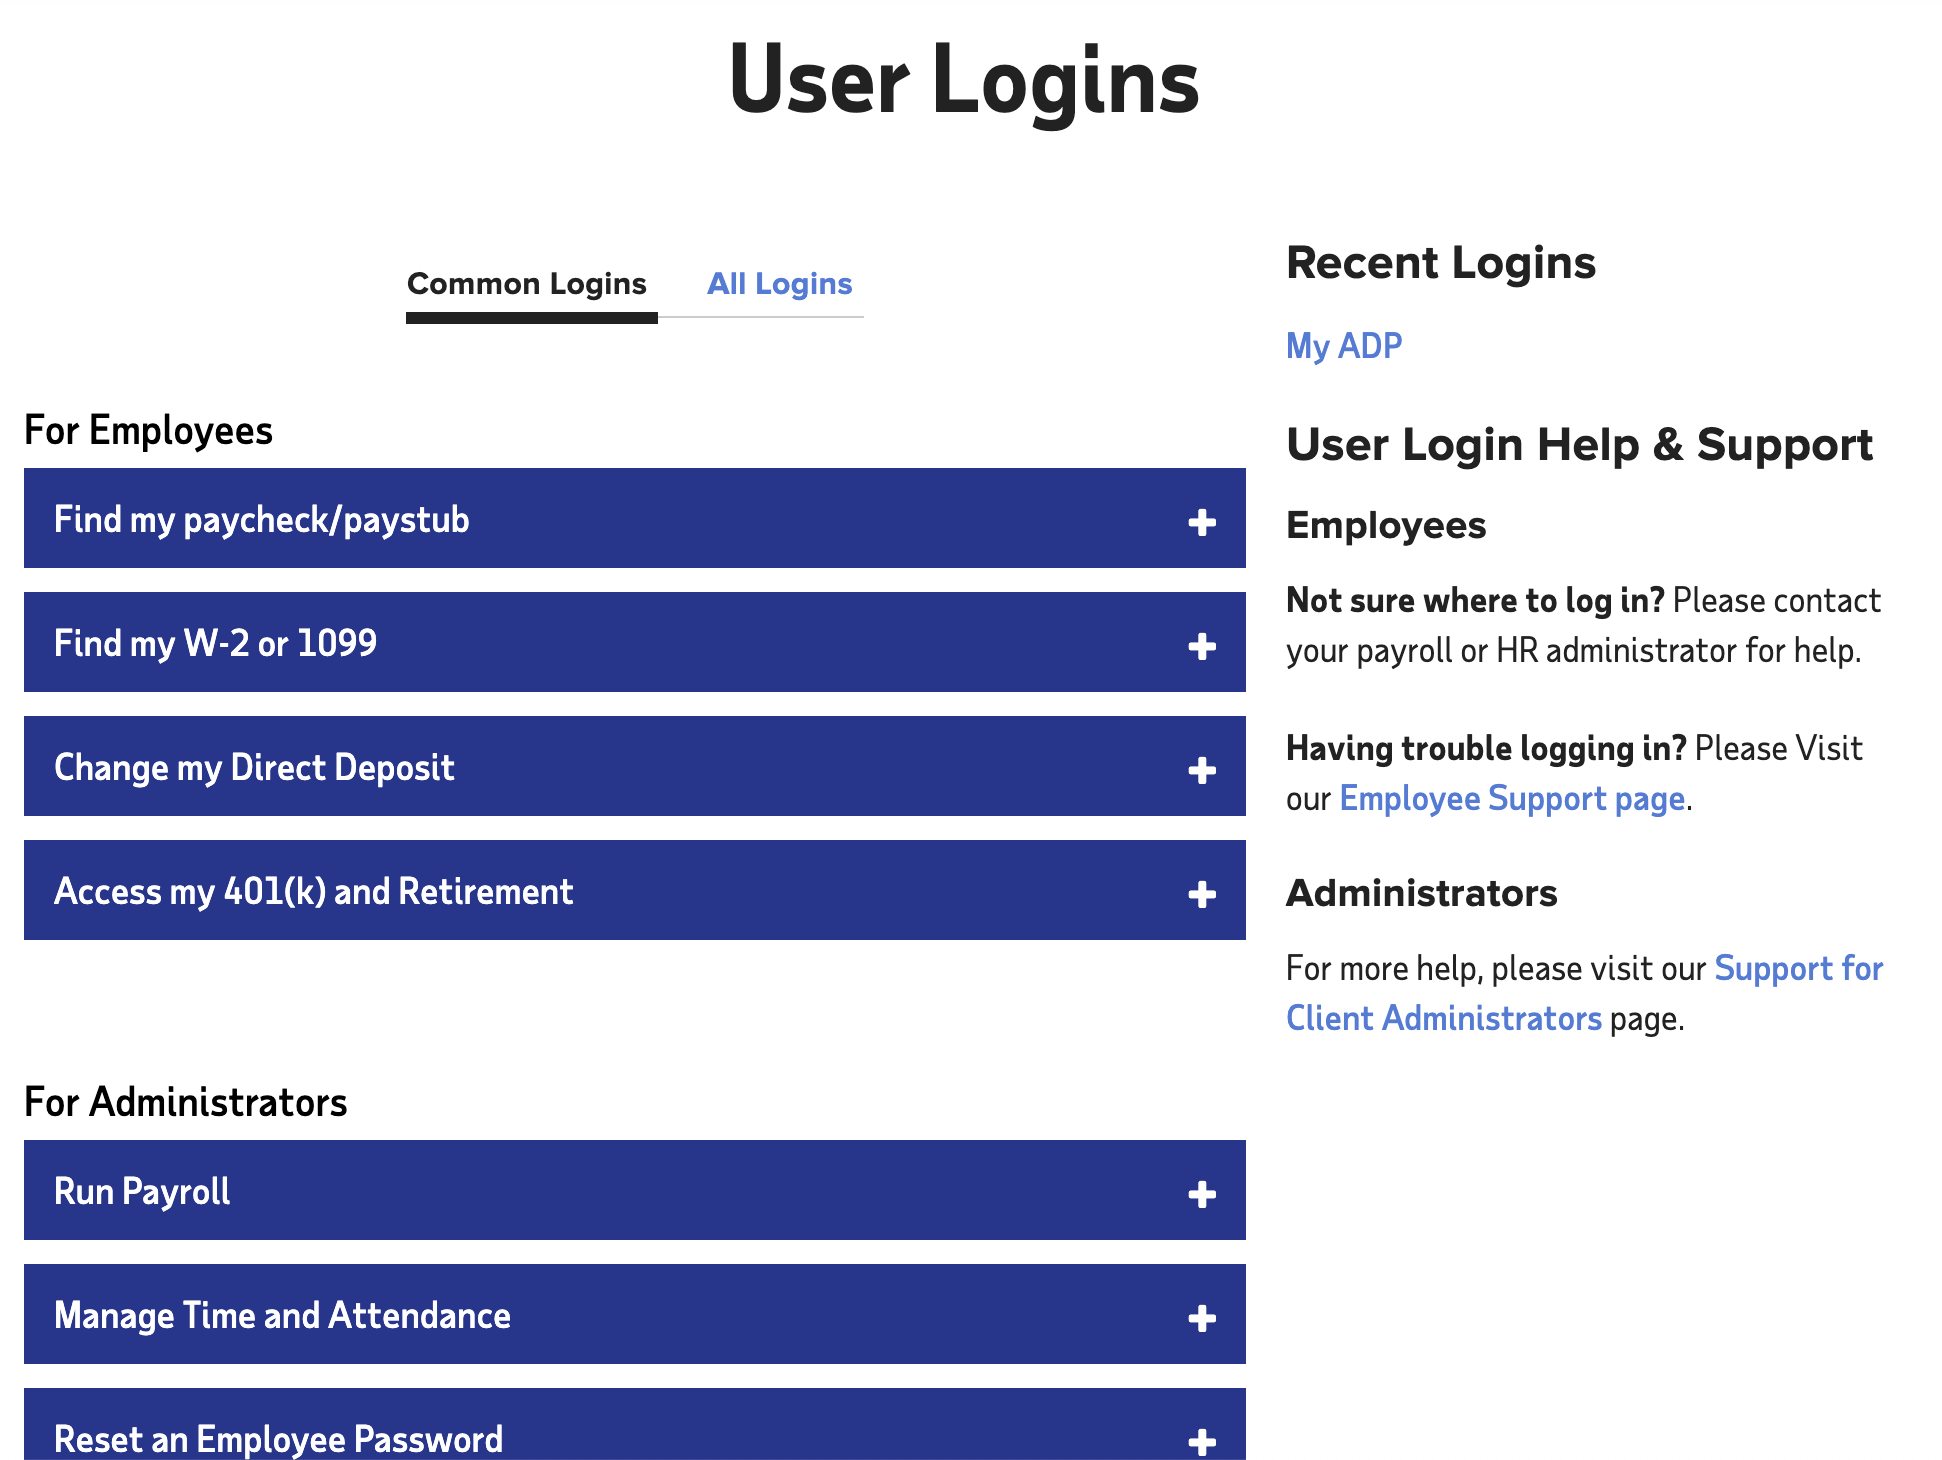 User Logins
Common Logins
All Logins
For Employees
Find my paycheck/paystub
Find my W-2 or 1099
Change my Direct Deposit
Access my 401(k) and Retirement
For Administrators
Run Payroll
Manage Time and Attendance
Reset an Employee Password
Recent Logins
My ADP
User Login Help & Support
Employees
Not sure where to log in? Please contact
your payroll or HR administrator for help.
Having trouble logging in? Please Visit
our Employee Support page.
Administrators
For more help, please visit our Support for
Client Administrators page.